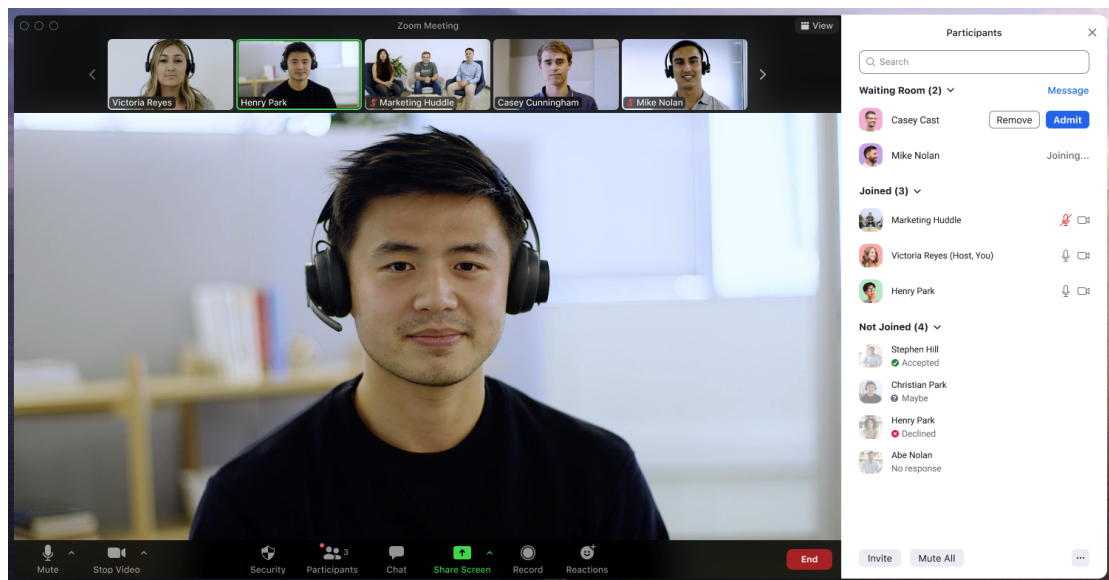 Zoom Meeting
View
Victoria Reyes
Henry Park
Marketing Huddle
Casey Cunningham
Mike Nolan
Mute
Stop Video
Security
Participants
3
Chat
Share Screen
Record
Reactions
End
Participants
Search
Waiting Room (2)
Message
Casey Cast
Remove
Admit
Mike Nolan
Joining...
Joined (3)
Marketing Huddle
Victoria Reyes (Host, You)
Henry Park
Not Joined (4)
Stephen Hill
Accepted
Christian Park
Maybe
Henry Park
Declined
Abe Nolan
No response
Invite
Mute All